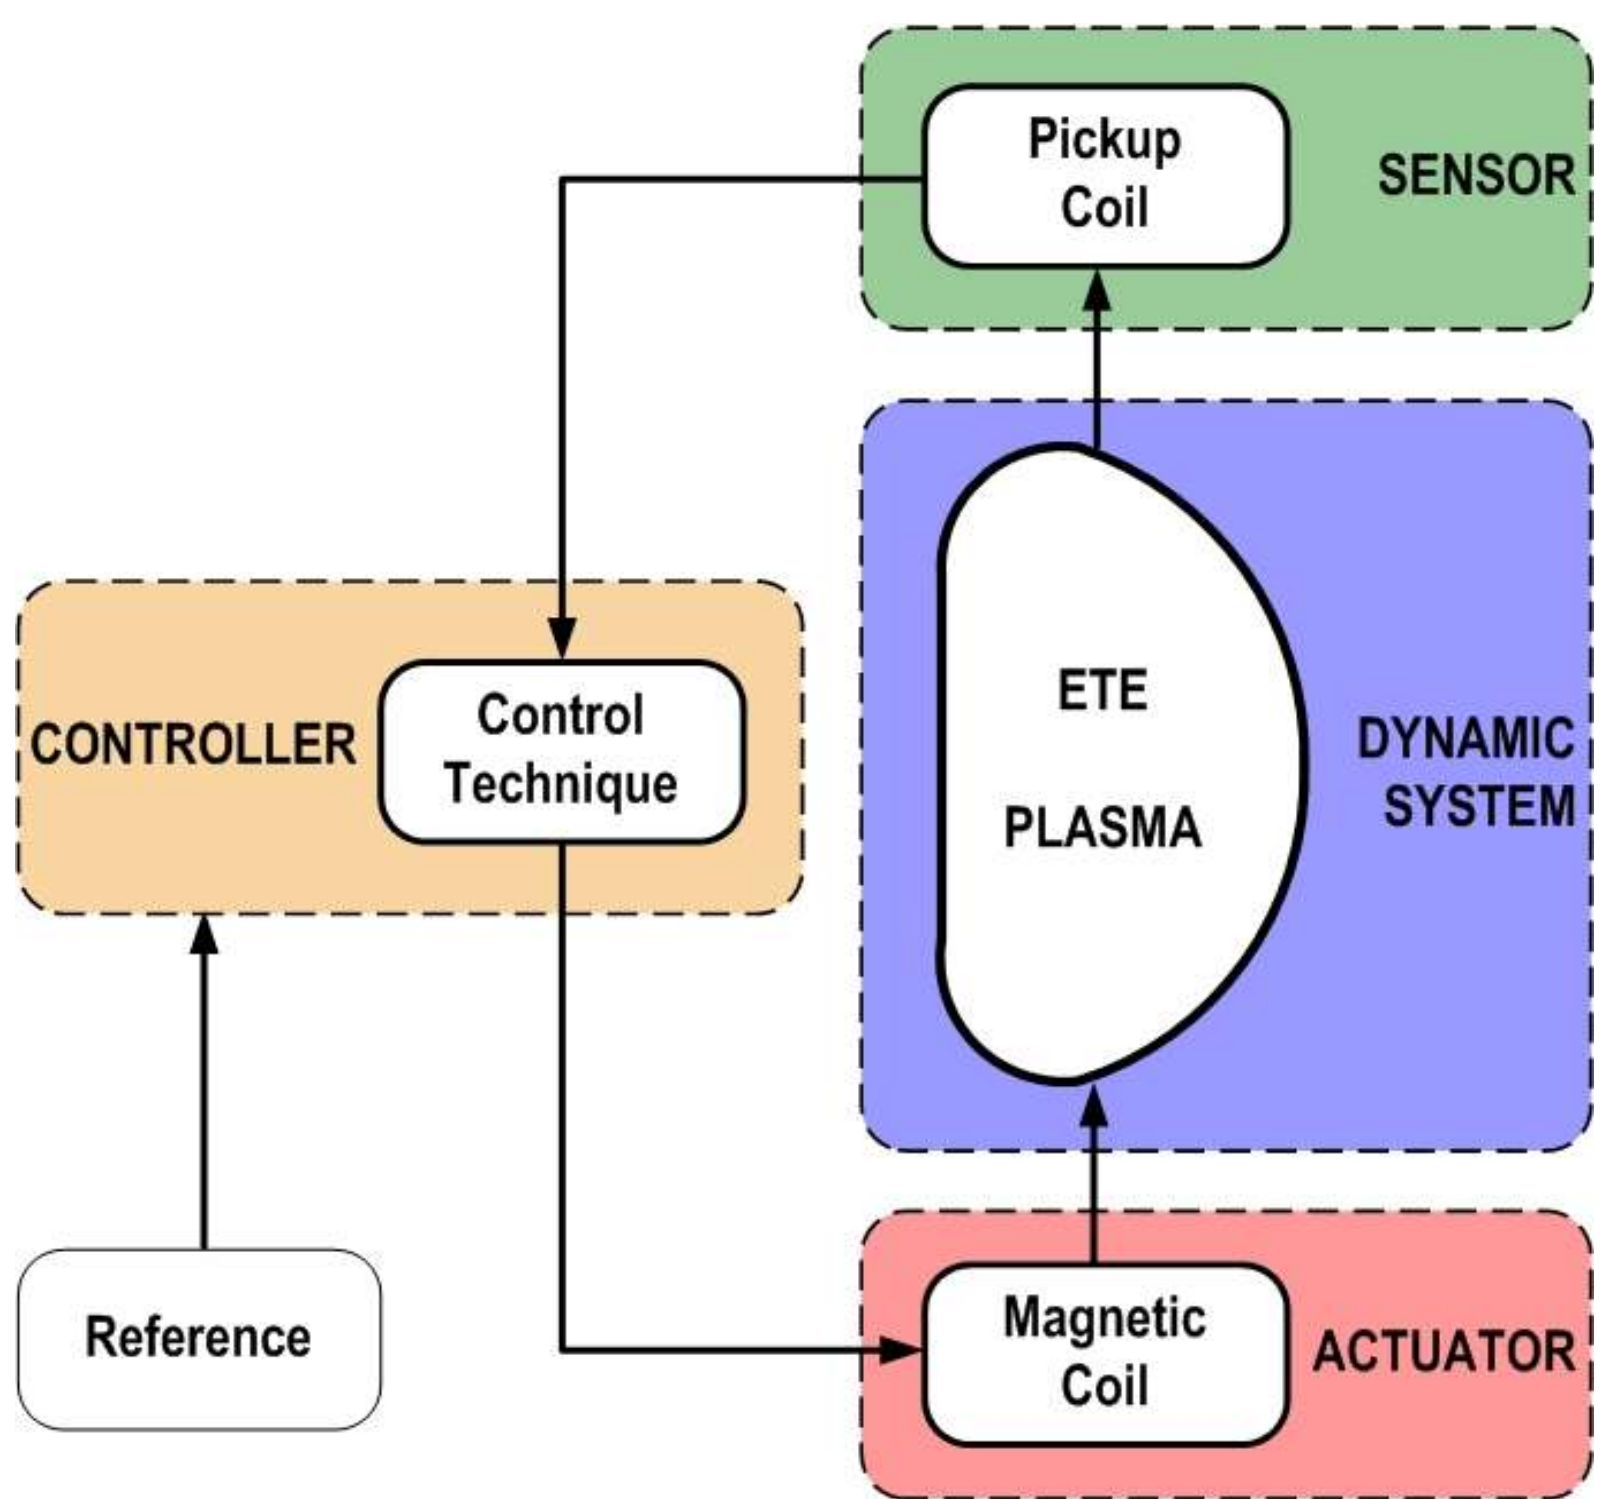 Pickup
Coil
SENSOR
Control
Technique
CONTROLLER
ETE
PLASMA
DYNAMIC
SYSTEM
Reference
Magnetic
Coil
ACTUATOR